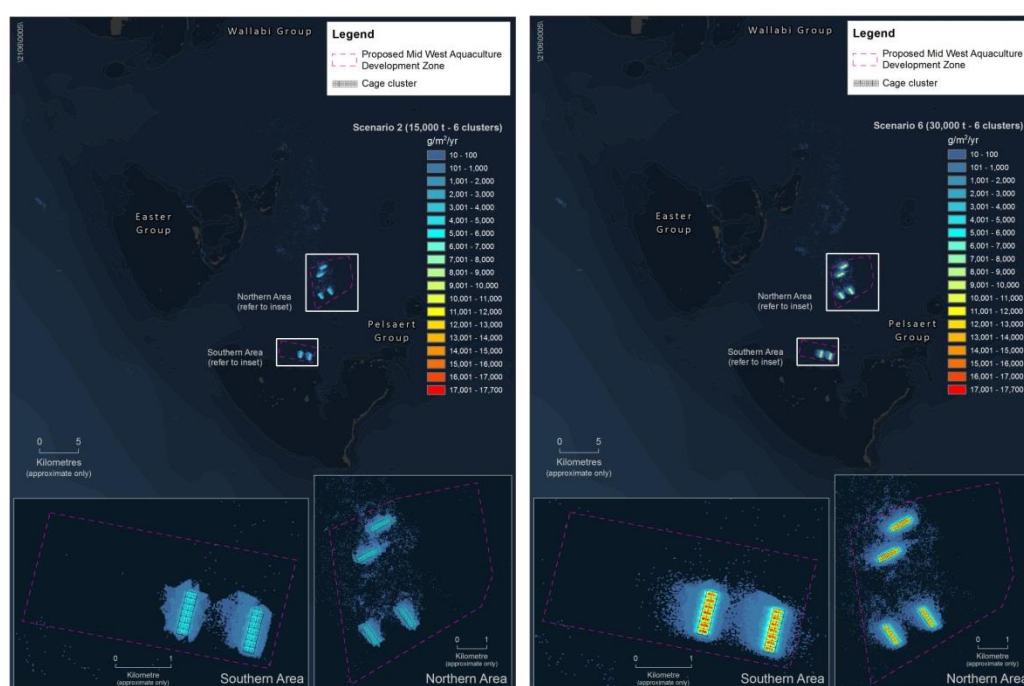 Wallabi Group
Legend
Proposed Mid West Aquaculture
Development Zone
Cage cluster
Scenario 2 (15,000 t - 6 clusters)
g/m²/yr
10 - 100
101 - 1,000
1,001 - 2,000
2,001 - 3,000
3,001 - 4,000
4,001 - 5,000
5,001 - 6,000
6,001 - 7,000
7,001 - 8,000
8,001 - 9,000
9,001 - 10,000
10,001 - 11,000
11,001 - 12,000
12,001 - 13,000
13,001 - 14,000
14,001 - 15,000
15,001 - 16,000
16,001 - 17,000
17,001 - 17,700
Easter
Group
Northern Area
(refer to inset)
Pelsaert
Group
Southern Area
(refer to inset)
0 5
Kilometres
(approximate only)
0 1
Kilometre
(approximate only)
Southern Area
0 1
Kilometre
(approximate only)
Northern Area
Wallabi Group
Legend
Proposed Mid West Aquaculture
Development Zone
Cage cluster
Scenario 6 (30,000 t - 6 clusters)
g/m²/yr
10 - 100
101 - 1,000
1,001 - 2,000
2,001 - 3,000
3,001 - 4,000
4,001 - 5,000
5,001 - 6,000
6,001 - 7,000
7,001 - 8,000
8,001 - 9,000
9,001 - 10,000
10,001 - 11,000
11,001 - 12,000
12,001 - 13,000
13,001 - 14,000
14,001 - 15,000
15,001 - 16,000
16,001 - 17,000
17,001 - 17,700
Easter
Group
Northern Area
(refer to inset)
Pelsaert
Group
Southern Area
(refer to inset)
0 5
Kilometres
(approximate only)
0 1
Kilometre
(approximate only)
Southern Area
0 1
Kilometre
(approximate only)
Northern Area